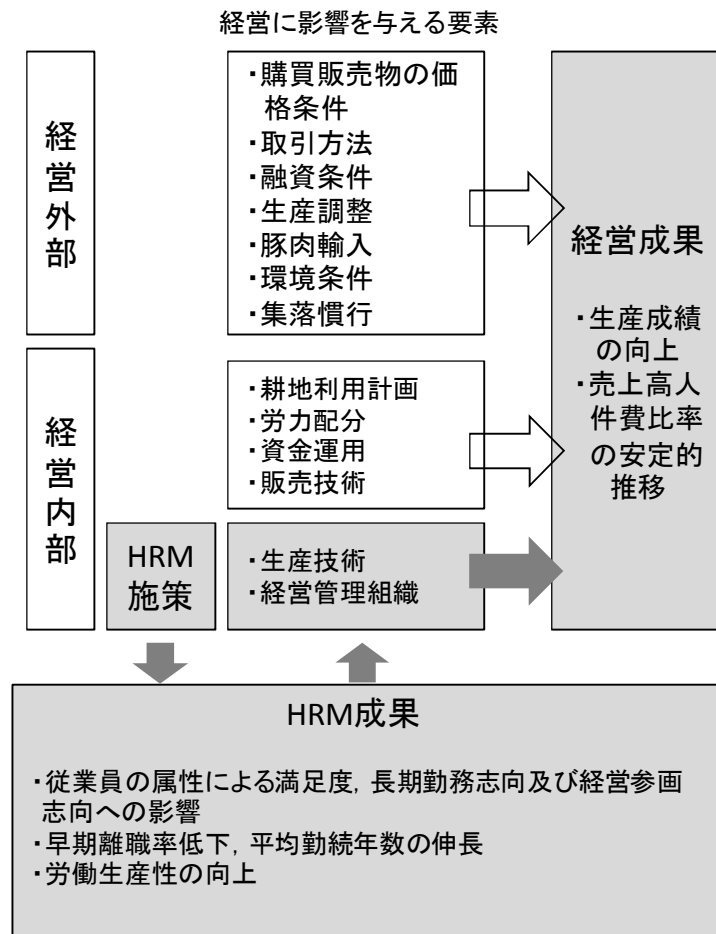 経営に影響を与える要素
経営外部
・購買販売物の価
格条件
・取引方法
・融資条件
・生産調整
・豚肉輸入
・環境条件
・集落慣行
経営成果
・生産成績
の向上
・売上高人
件費比率
の安定的
推移
経営内部
・耕地利用計画
・労力配分
・資金運用
・販売技術
HRM
施策
・生産技術
・経営管理組織
HRM成果
・従業員の属性による満足度, 長期勤務志向及び経営参画
志向への影響
・早期離職率低下, 平均勤続年数の伸長
・労働生産性の向上